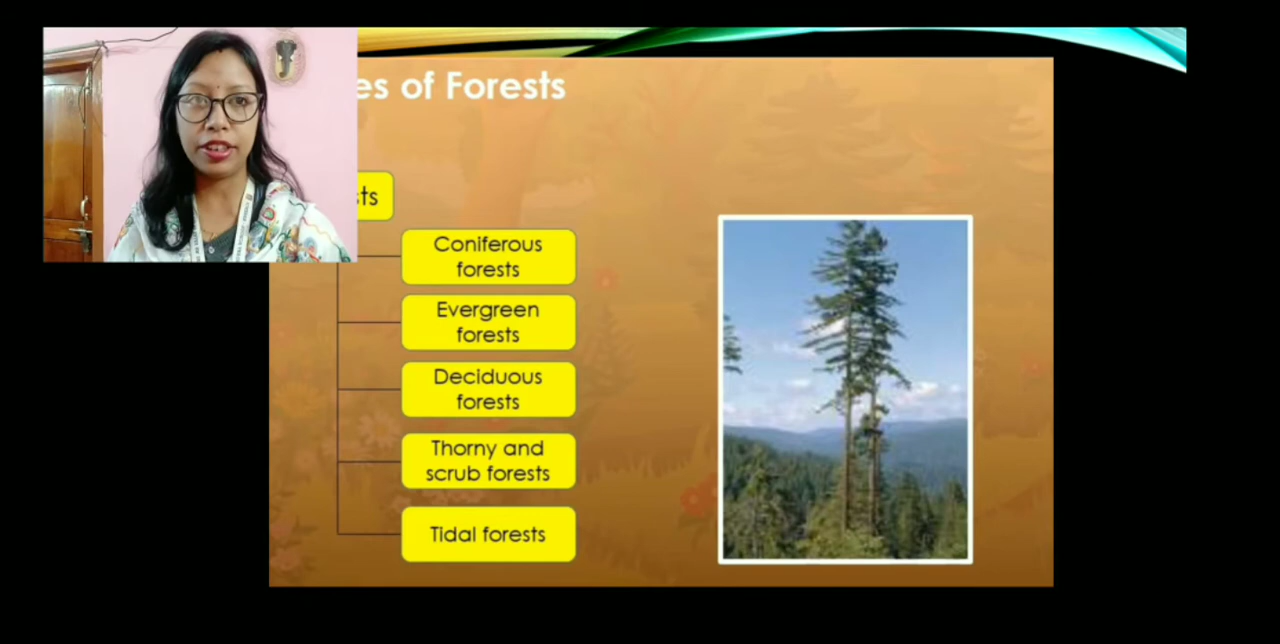 es of Forests
sts
Coniferous
forests
Evergreen
forests
Deciduous
forests
Thorny and
scrub forests
Tidal forests